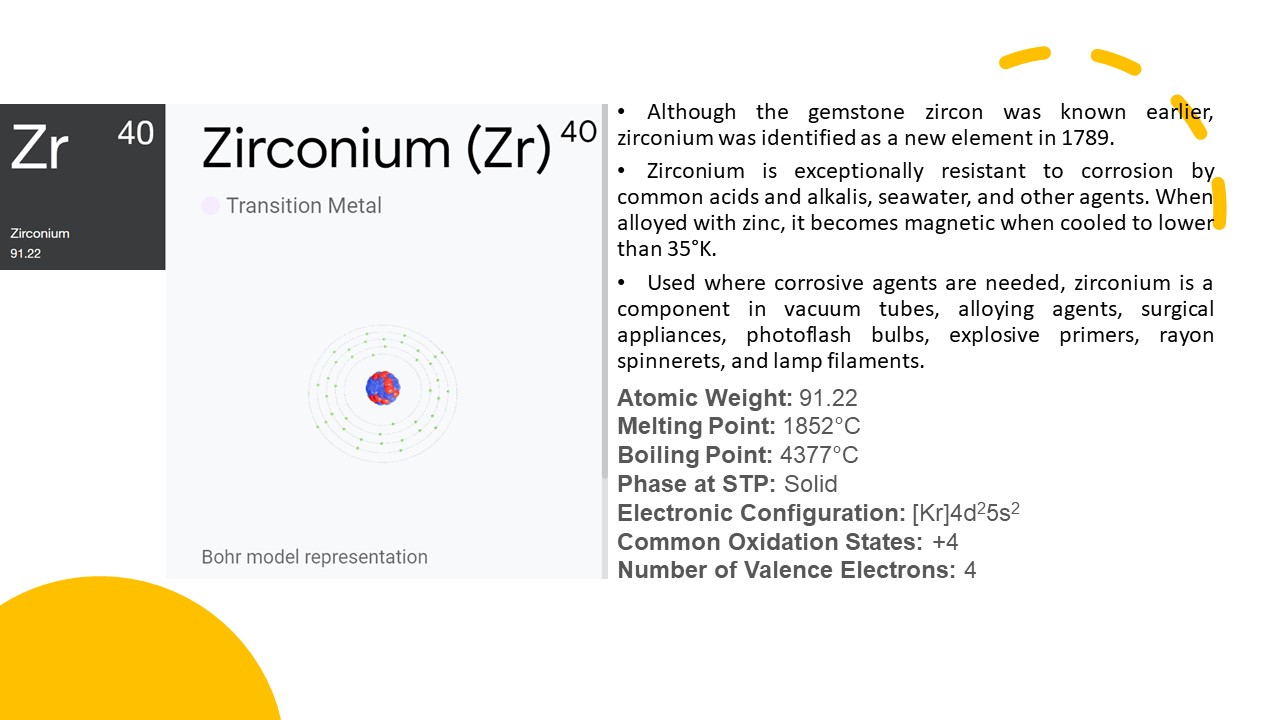 Zr 40
Zirconium
91.22
Zirconium (Zr) 40
Transition Metal
Bohr model representation
• Although the gemstone zircon was known earlier,
zirconium was identified as a new element in 1789.
• Zirconium is exceptionally resistant to corrosion by
common acids and alkalis, seawater, and other agents. When
alloyed with zinc, it becomes magnetic when cooled to lower
than 35°K.
• Used where corrosive agents are needed, zirconium is a
component in vacuum tubes, alloying agents, surgical
appliances, photoflash bulbs, explosive primers, rayon
spinnerets, and lamp filaments.
Atomic Weight: 91.22
Melting Point: 1852°C
Boiling Point: 4377°C
Phase at STP: Solid
Electronic Configuration: [Kr]4d²5s²
Common Oxidation States: +4
Number of Valence Electrons: 4